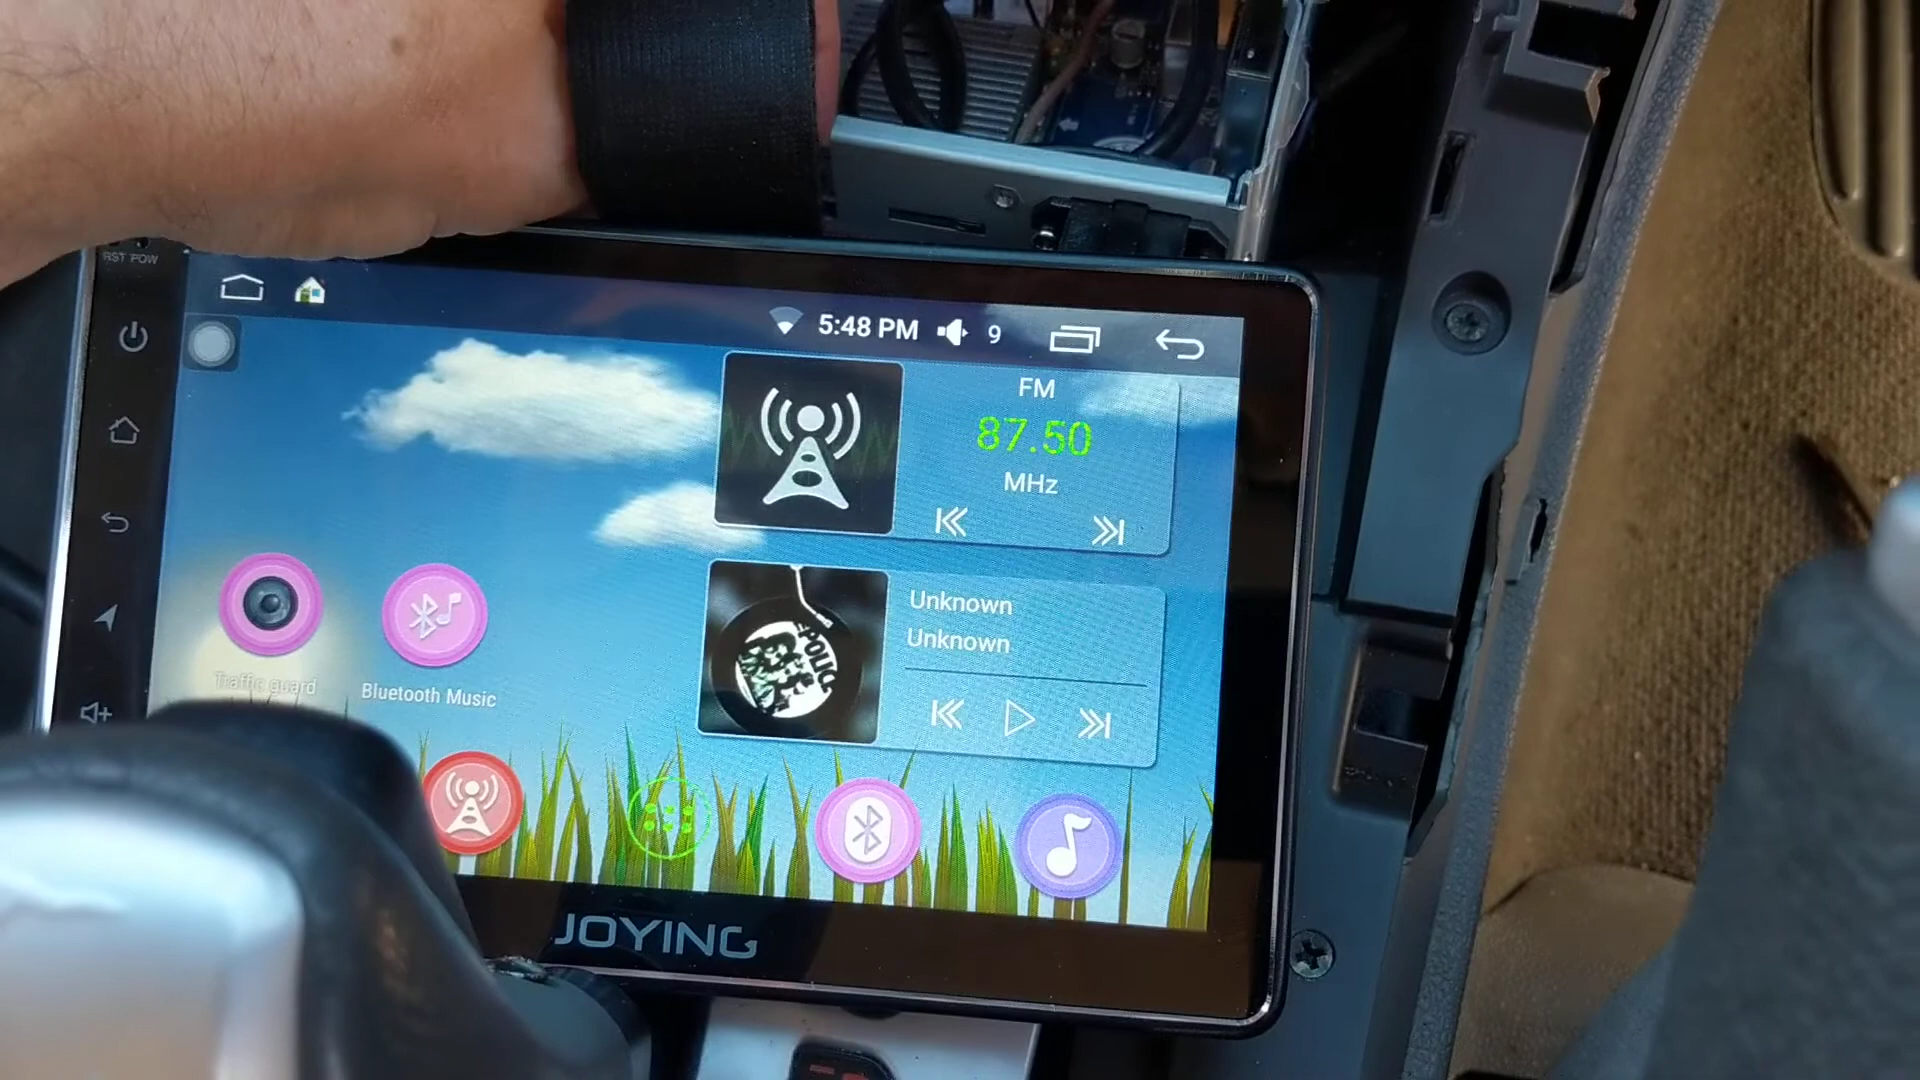 RST POW
5:48 PM 9
FM
87.50
MHz
Unknown
Unknown
Traffic guard
Bluetooth Music
JOYING